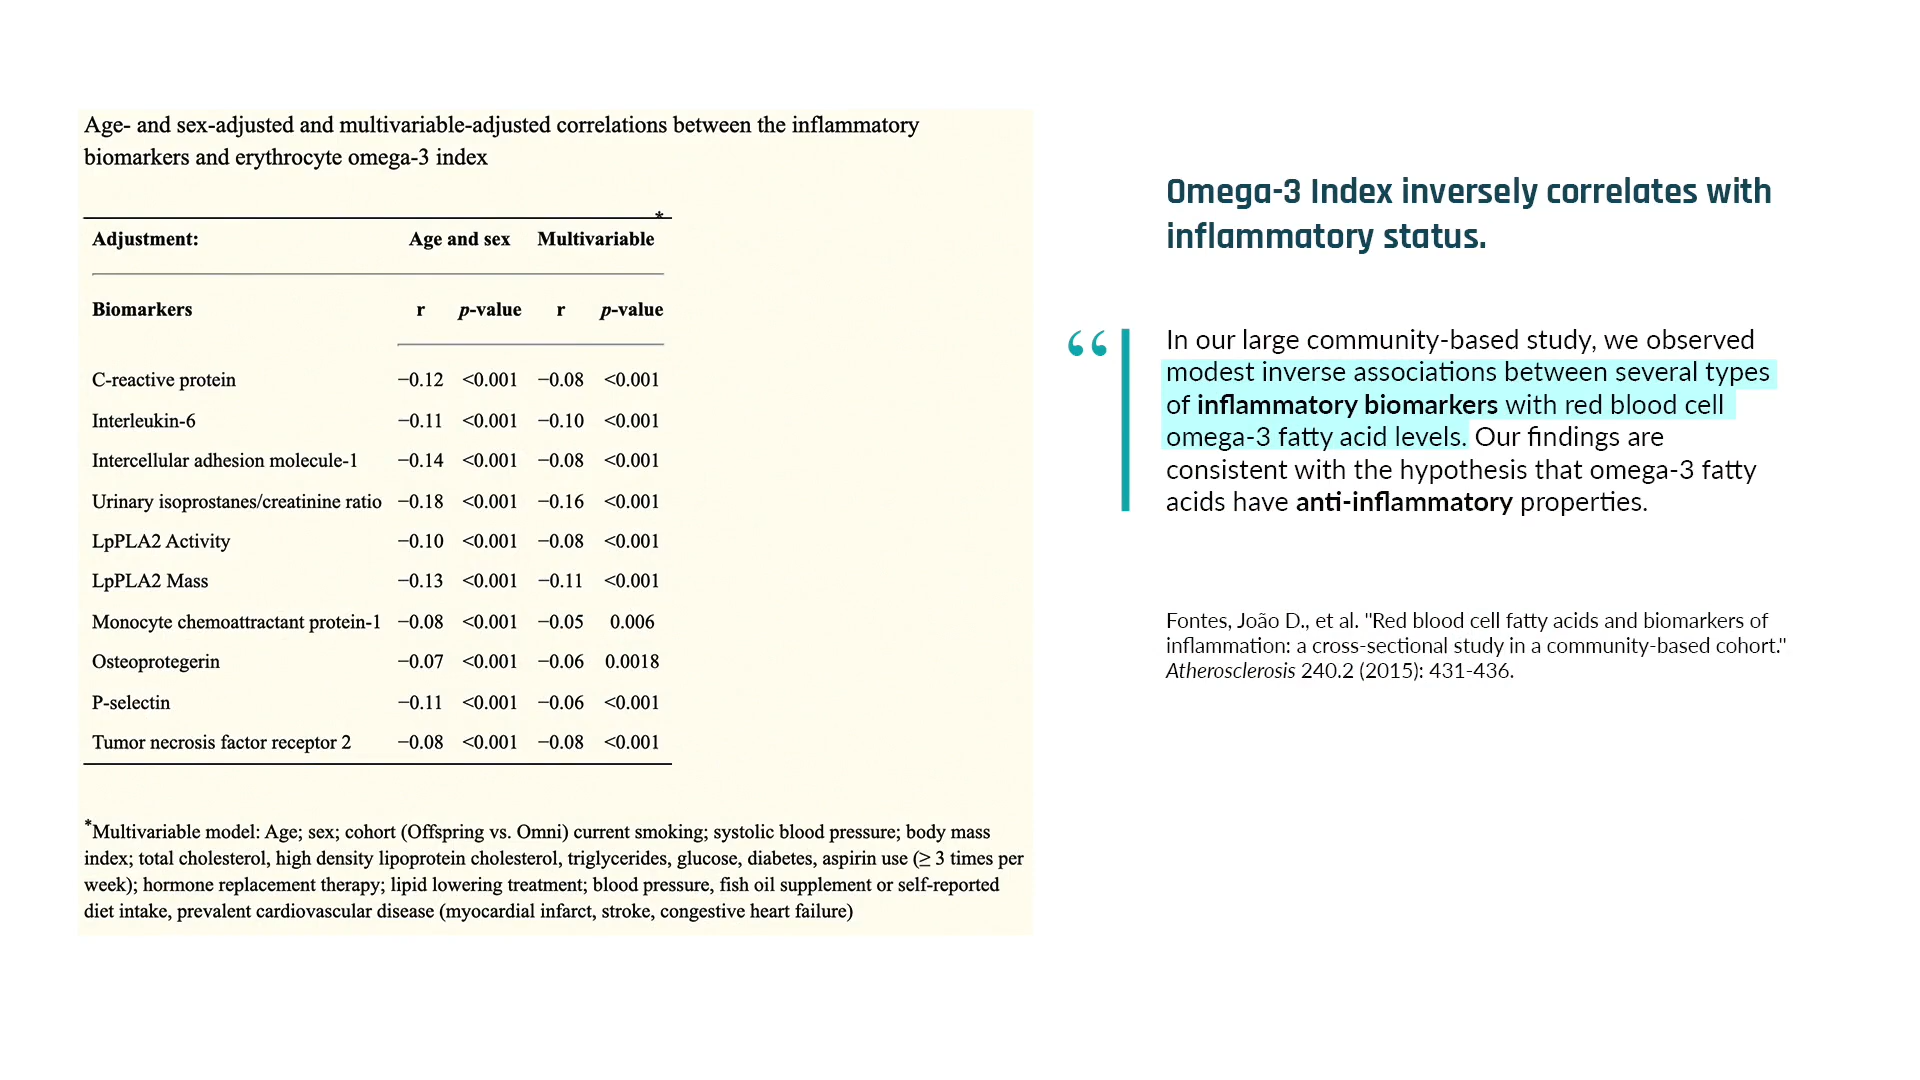 Age- and sex-adjusted and multivariable-adjusted correlations between the inflammatory
biomarkers and erythrocyte omega-3 index
*
Adjustment: Age and sex Multivariable
Biomarkers r p-value r p-value
C-reactive protein −0.12 <0.001 −0.08 <0.001
Interleukin-6 −0.11 <0.001 −0.10 <0.001
Intercellular adhesion molecule-1 −0.14 <0.001 −0.08 <0.001
Urinary isoprostanes/creatinine ratio −0.18 <0.001 −0.16 <0.001
LpPLA2 Activity −0.10 <0.001 −0.08 <0.001
LpPLA2 Mass −0.13 <0.001 −0.11 <0.001
Monocyte chemoattractant protein-1 −0.08 <0.001 −0.05 0.006
Osteoprotegerin −0.07 <0.001 −0.06 0.0018
P-selectin −0.11 <0.001 −0.06 <0.001
Tumor necrosis factor receptor 2 −0.08 <0.001 −0.08 <0.001
*Multivariable model: Age; sex; cohort (Offspring vs. Omni) current smoking; systolic blood pressure; body mass
index; total cholesterol, high density lipoprotein cholesterol, triglycerides, glucose, diabetes, aspirin use (≥ 3 times per
week); hormone replacement therapy; lipid lowering treatment; blood pressure, fish oil supplement or self-reported
diet intake, prevalent cardiovascular disease (myocardial infarct, stroke, congestive heart failure)
Omega-3 Index inversely correlates with
inflammatory status.
“
In our large community-based study, we observed
modest inverse associations between several types
of inflammatory biomarkers with red blood cell
omega-3 fatty acid levels. Our findings are
consistent with the hypothesis that omega-3 fatty
acids have anti-inflammatory properties.
Fontes, João D., et al. "Red blood cell fatty acids and biomarkers of
inflammation: a cross-sectional study in a community-based cohort."
Atherosclerosis 240.2 (2015): 431-436.